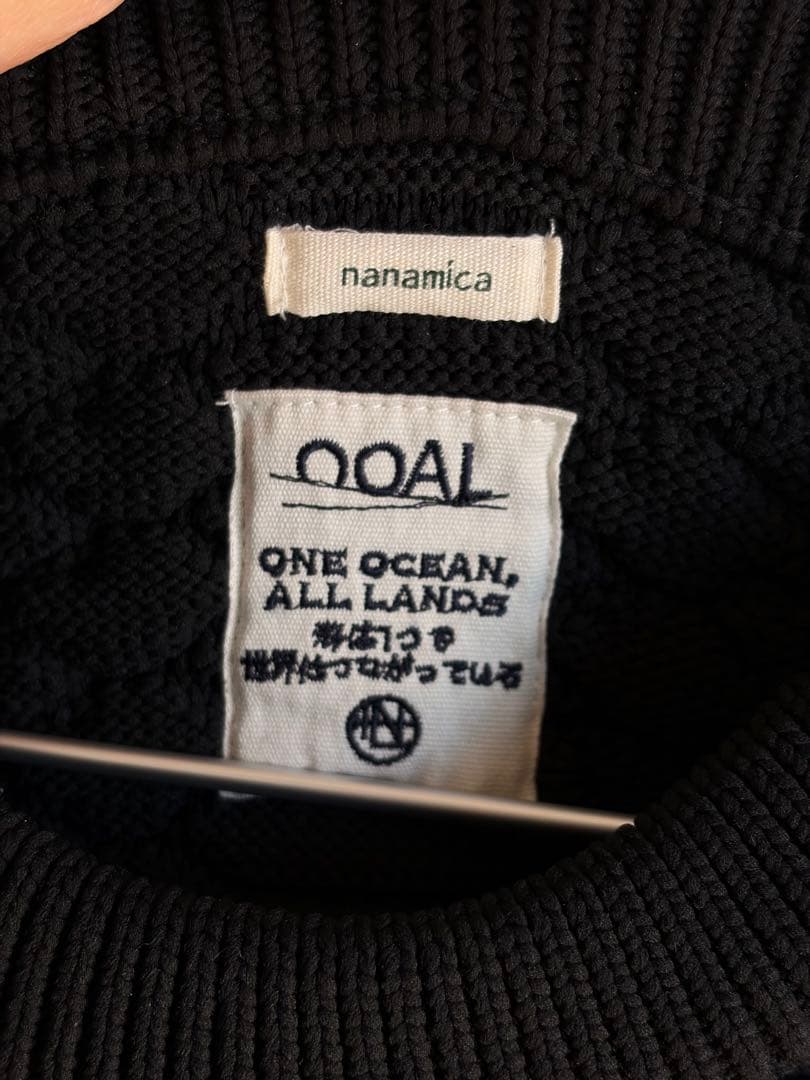 nanamica
OOAL
ONE OCEAN,
ALL LANDS
海は1つで
世界はつながっている